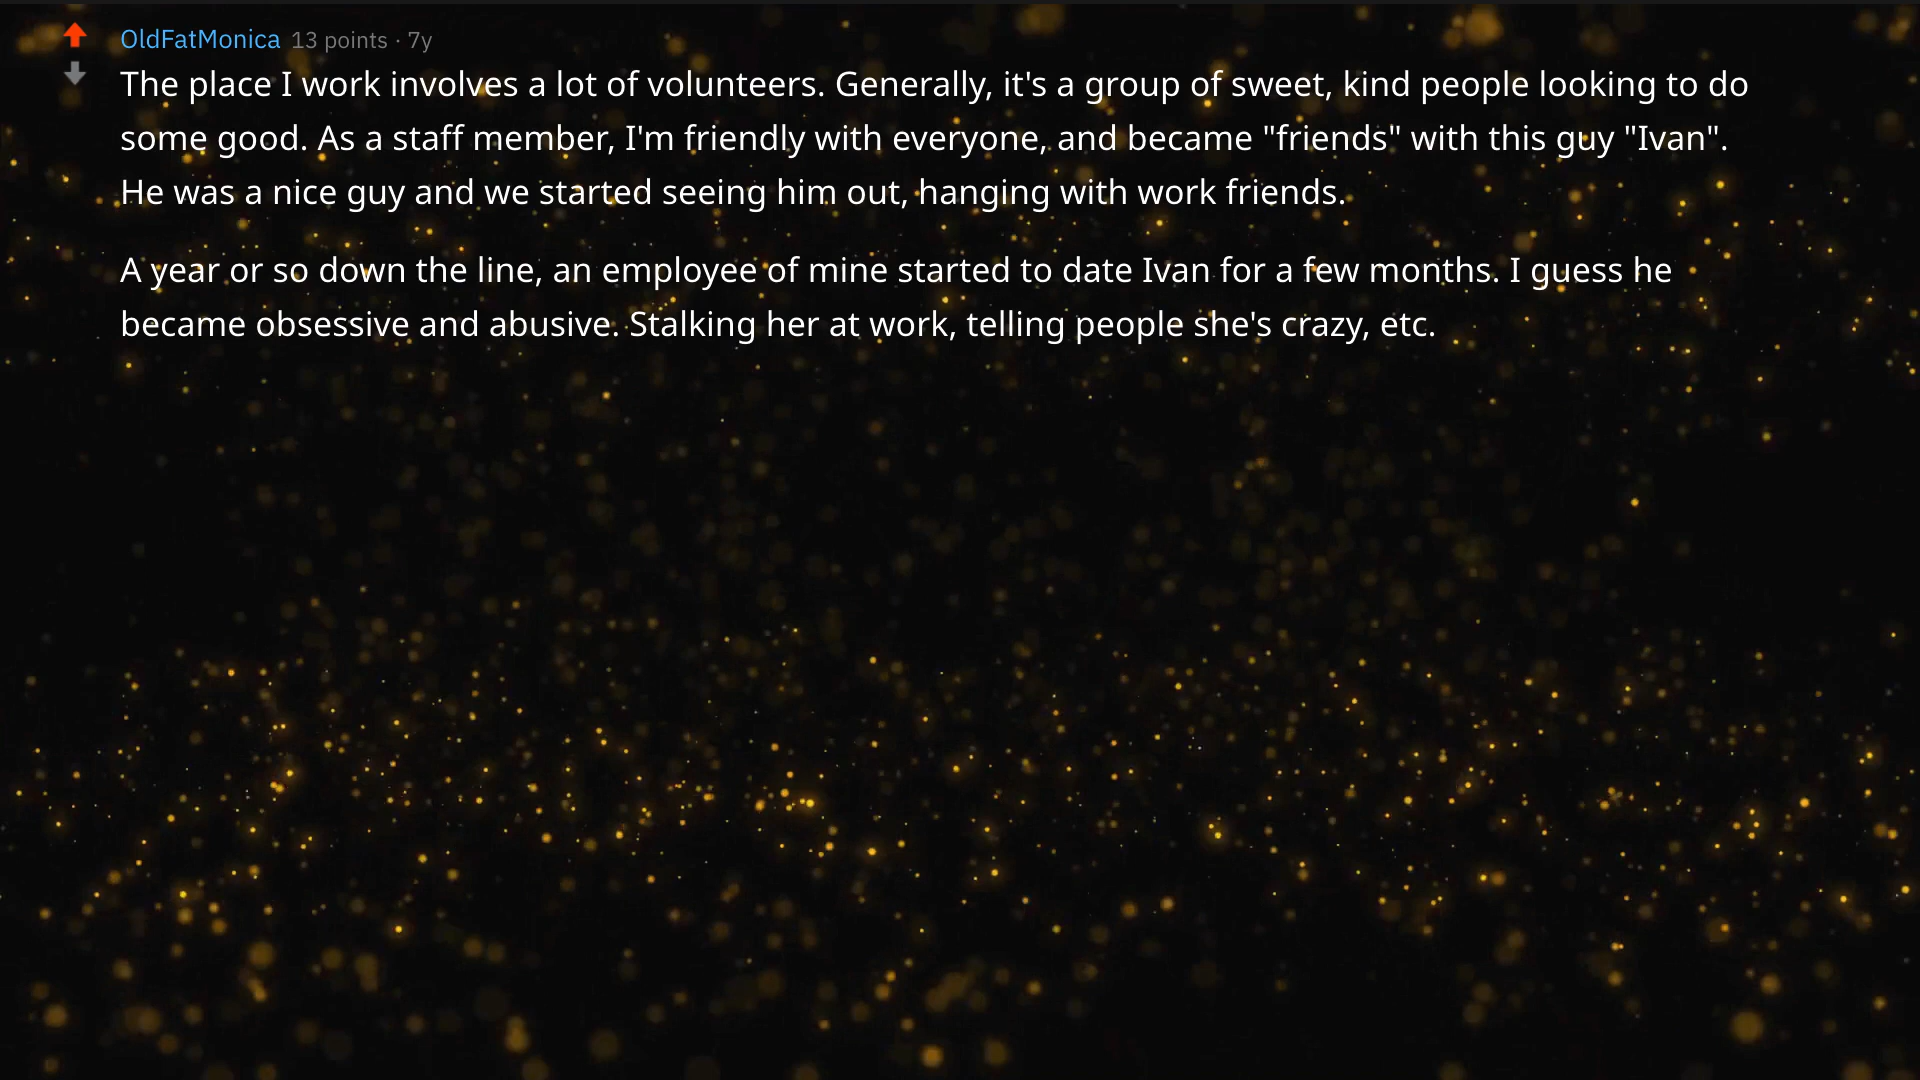 OldFatMonica 13 points · 7y
The place I work involves a lot of volunteers. Generally, it's a group of sweet, kind people looking to do
some good. As a staff member, I'm friendly with everyone, and became "friends" with this guy "Ivan".
He was a nice guy and we started seeing him out, hanging with work friends.
A year or so down the line, an employee of mine started to date Ivan for a few months. I guess he
became obsessive and abusive. Stalking her at work, telling people she's crazy, etc.